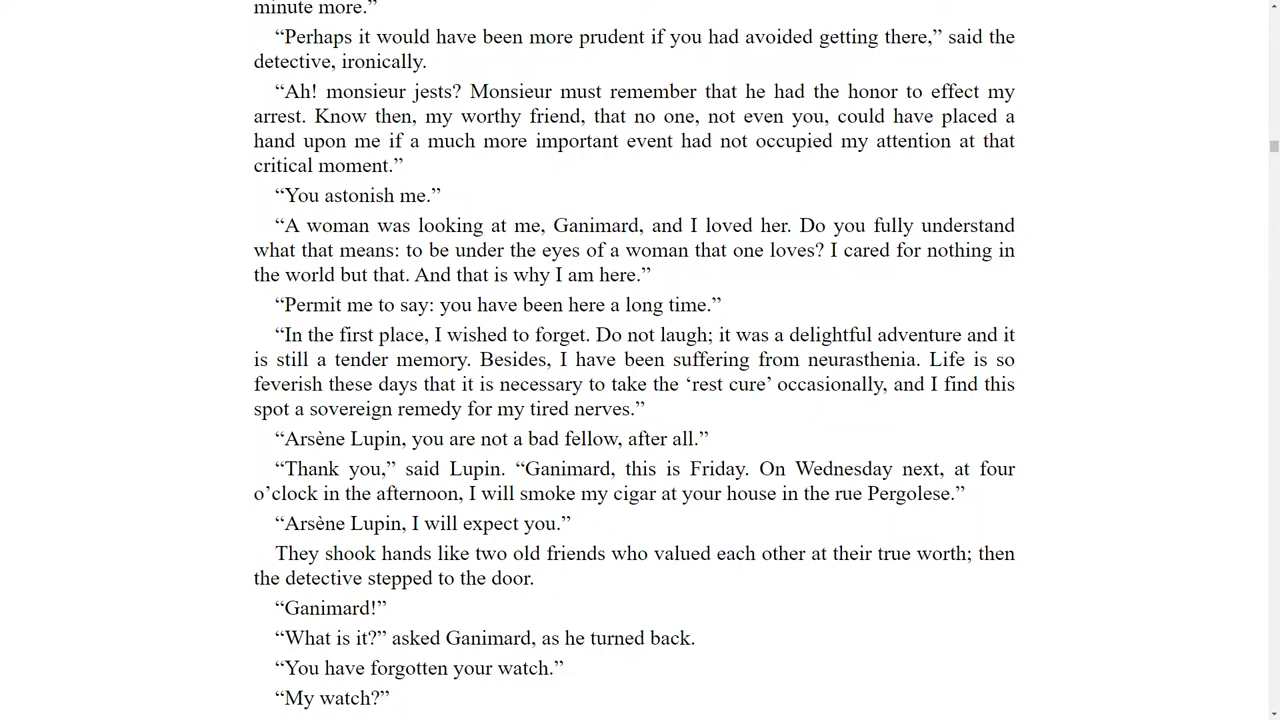 minute more.”
“Perhaps it would have been more prudent if you had avoided getting there,” said the
detective, ironically.
“Ah! monsieur jests? Monsieur must remember that he had the honor to effect my
arrest. Know then, my worthy friend, that no one, not even you, could have placed a
hand upon me if a much more important event had not occupied my attention at that
critical moment.”
“You astonish me.”
“A woman was looking at me, Ganimard, and I loved her. Do you fully understand
what that means: to be under the eyes of a woman that one loves? I cared for nothing in
the world but that. And that is why I am here.”
“Permit me to say: you have been here a long time.”
“In the first place, I wished to forget. Do not laugh; it was a delightful adventure and it
is still a tender memory. Besides, I have been suffering from neurasthenia. Life is so
feverish these days that it is necessary to take the ‘rest cure’ occasionally, and I find this
spot a sovereign remedy for my tired nerves.”
“Arsène Lupin, you are not a bad fellow, after all.”
“Thank you,” said Lupin. “Ganimard, this is Friday. On Wednesday next, at four
o’clock in the afternoon, I will smoke my cigar at your house in the rue Pergolese.”
“Arsène Lupin, I will expect you.”
They shook hands like two old friends who valued each other at their true worth; then
the detective stepped to the door.
“Ganimard!”
“What is it?” asked Ganimard, as he turned back.
“You have forgotten your watch.”
“My watch?”